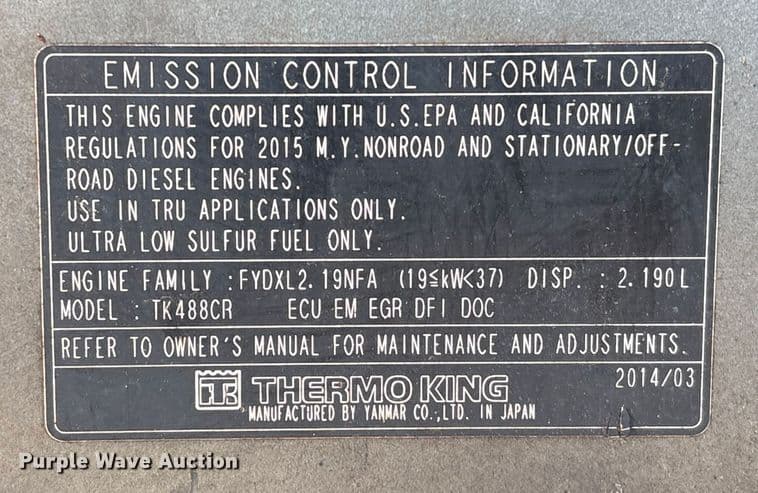 EMISSION CONTROL INFORMATION
THIS ENGINE COMPLIES WITH U.S.EPA AND CALIFORNIA
REGULATIONS FOR 2015 M.Y.NONROAD AND STATIONARY/OFF-
ROAD DIESEL ENGINES.
USE IN TRU APPLICATIONS ONLY.
ULTRA LOW SULFUR FUEL ONLY.
ENGINE FAMILY :FYDXL2.19NFA (19≦kW<37) DISP. : 2.190L
MODEL : TK488CR ECU EM EGR DFI DOC
REFER TO OWNER'S MANUAL FOR MAINTENANCE AND ADJUSTMENTS.
2014/03
TK THERMO KING
MANUFACTURED BY YANMAR CO.,LTD. IN JAPAN
Purple Wave Auction